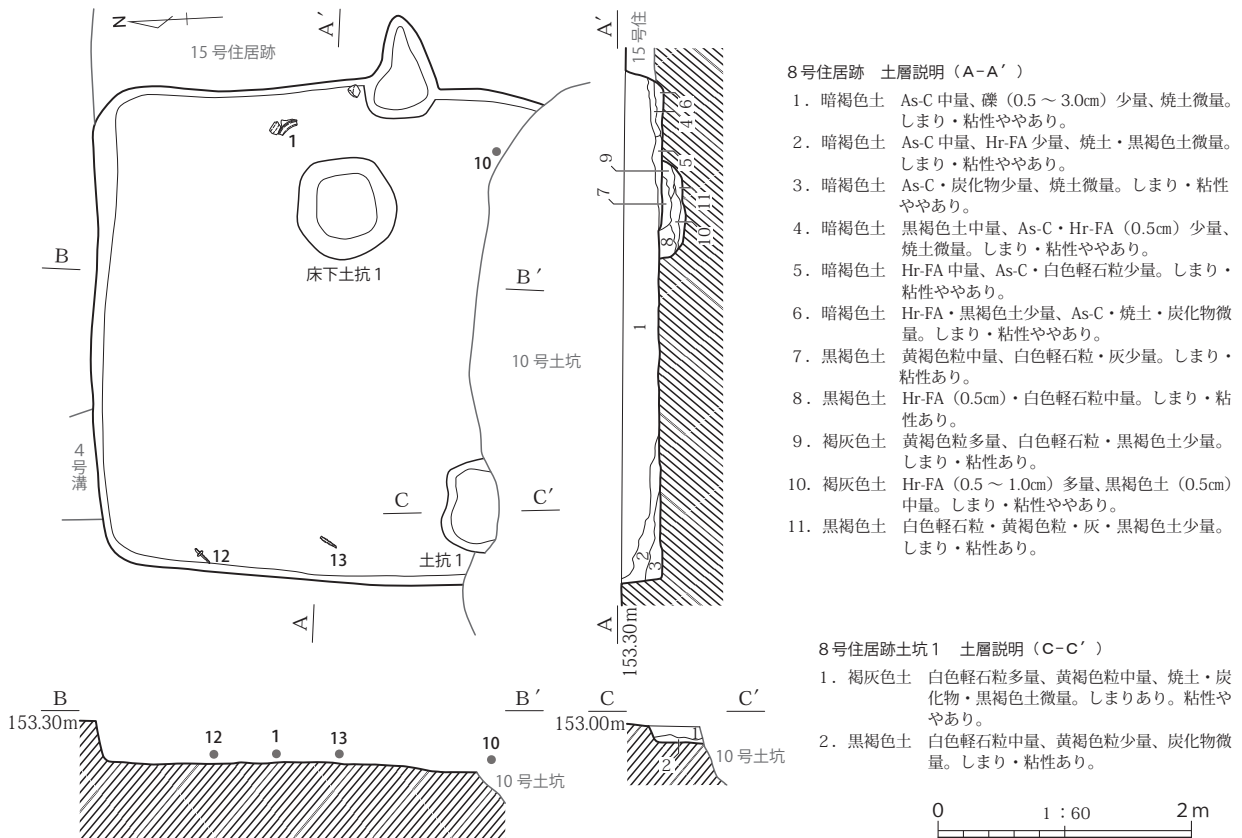 N
A′
15号住居跡
1
10
床下土坑1
B
B′
10号土坑
4号溝
C
C′
12
13
土坑1
A
A′
15号住
6
4
5
9
7
11
10
8
1
2
3
A
153.30m
B
B′
153.30m
12
1
13
10
10号土坑
C
C′
153.00m
1
2
10号土坑
8号住居跡 土層説明(A-A′)
1. 暗褐色土 As-C中量、礫(0.5~3.0㎝)少量、焼土微量。
しまり・粘性ややあり。
2. 暗褐色土 As-C中量、Hr-FA少量、焼土・黒褐色土微量。
しまり・粘性ややあり。
3. 暗褐色土 As-C・炭化物少量、焼土微量。しまり・粘性
ややあり。
4. 暗褐色土 黒褐色土中量、As-C・Hr-FA(0.5㎝)少量、
焼土微量。しまり・粘性ややあり。
5. 暗褐色土 Hr-FA中量、As-C・白色軽石粒少量。しまり・
粘性ややあり。
6. 暗褐色土 Hr-FA・黒褐色土少量、As-C・焼土・炭化物微
量。しまり・粘性ややあり。
7. 黒褐色土 黄褐色粒中量、白色軽石粒・灰少量。しまり・
粘性あり。
8. 黒褐色土 Hr-FA(0.5㎝)・白色軽石粒中量。しまり・粘
性あり。
9. 褐灰色土 黄褐色粒多量、白色軽石粒・黒褐色土少量。
しまり・粘性あり。
10. 褐灰色土 Hr-FA(0.5~1.0㎝)多量、黒褐色土(0.5㎝)
中量。しまり・粘性ややあり。
11. 黒褐色土 白色軽石粒・黄褐色粒・灰・黒褐色土少量。
しまり・粘性あり。
8号住居跡土坑1 土層説明(C-C′)
1. 褐灰色土 白色軽石粒多量、黄褐色粒中量、焼土・炭
化物・黒褐色土微量。しまりあり。粘性や
やあり。
2. 黒褐色土 白色軽石粒中量、黄褐色粒少量、炭化物微
量。しまり・粘性あり。
0 1:60 2m